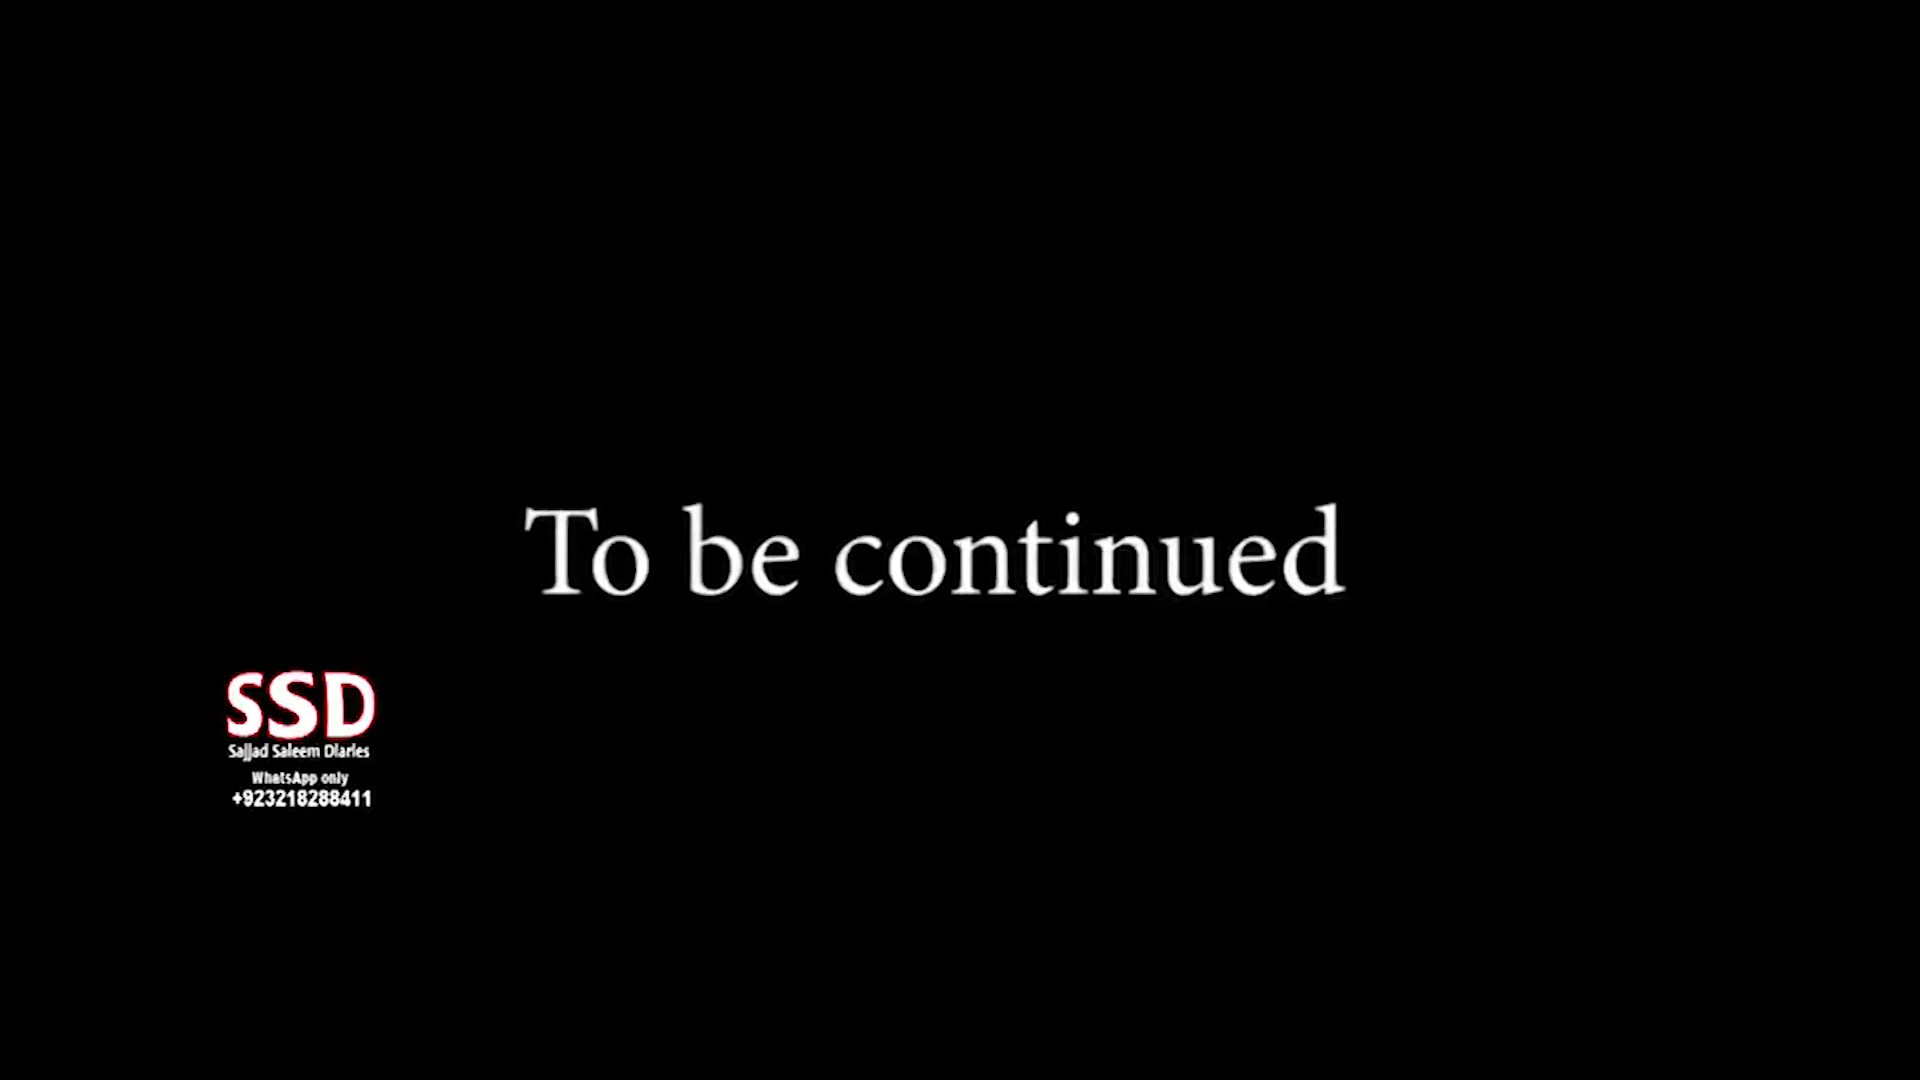 To be continued
SSD
Sajjad Saleem Diaries
WhatsApp only
+923218288411